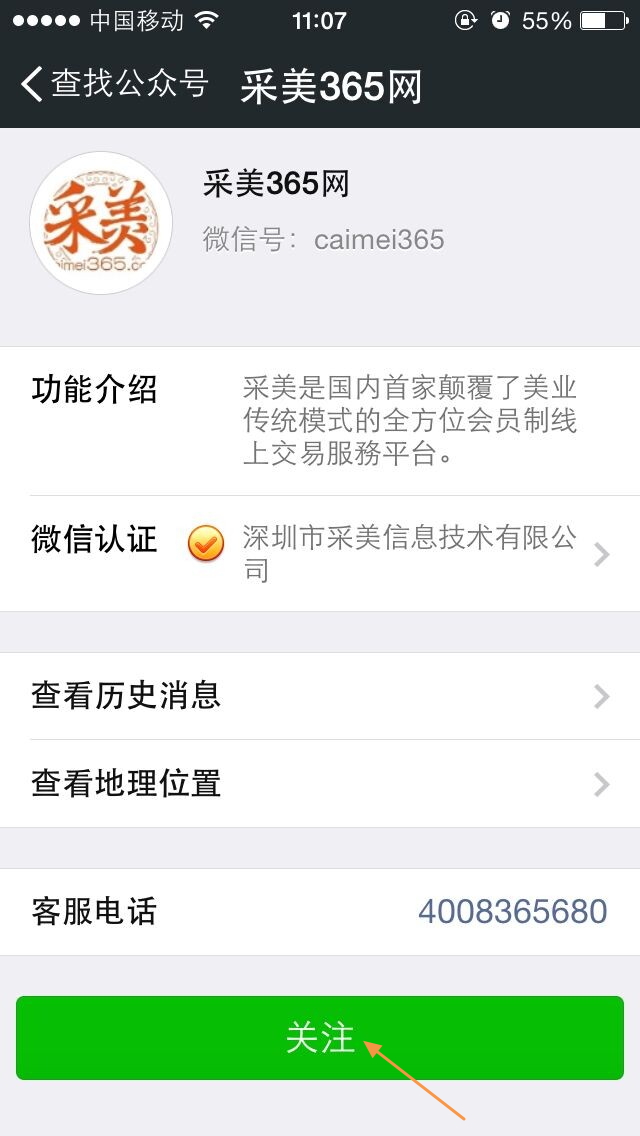 中国移动 11:07 55%
查找公众号 采美365网
采美
caimei365.co
采美365网
微信号：caimei365
功能介绍
采美是国内首家颠覆了美业
传统模式的全方位会员制线
上交易服務平台。
微信认证
深圳市采美信息技术有限公
司
查看历史消息
查看地理位置
客服电话 4008365680
关注